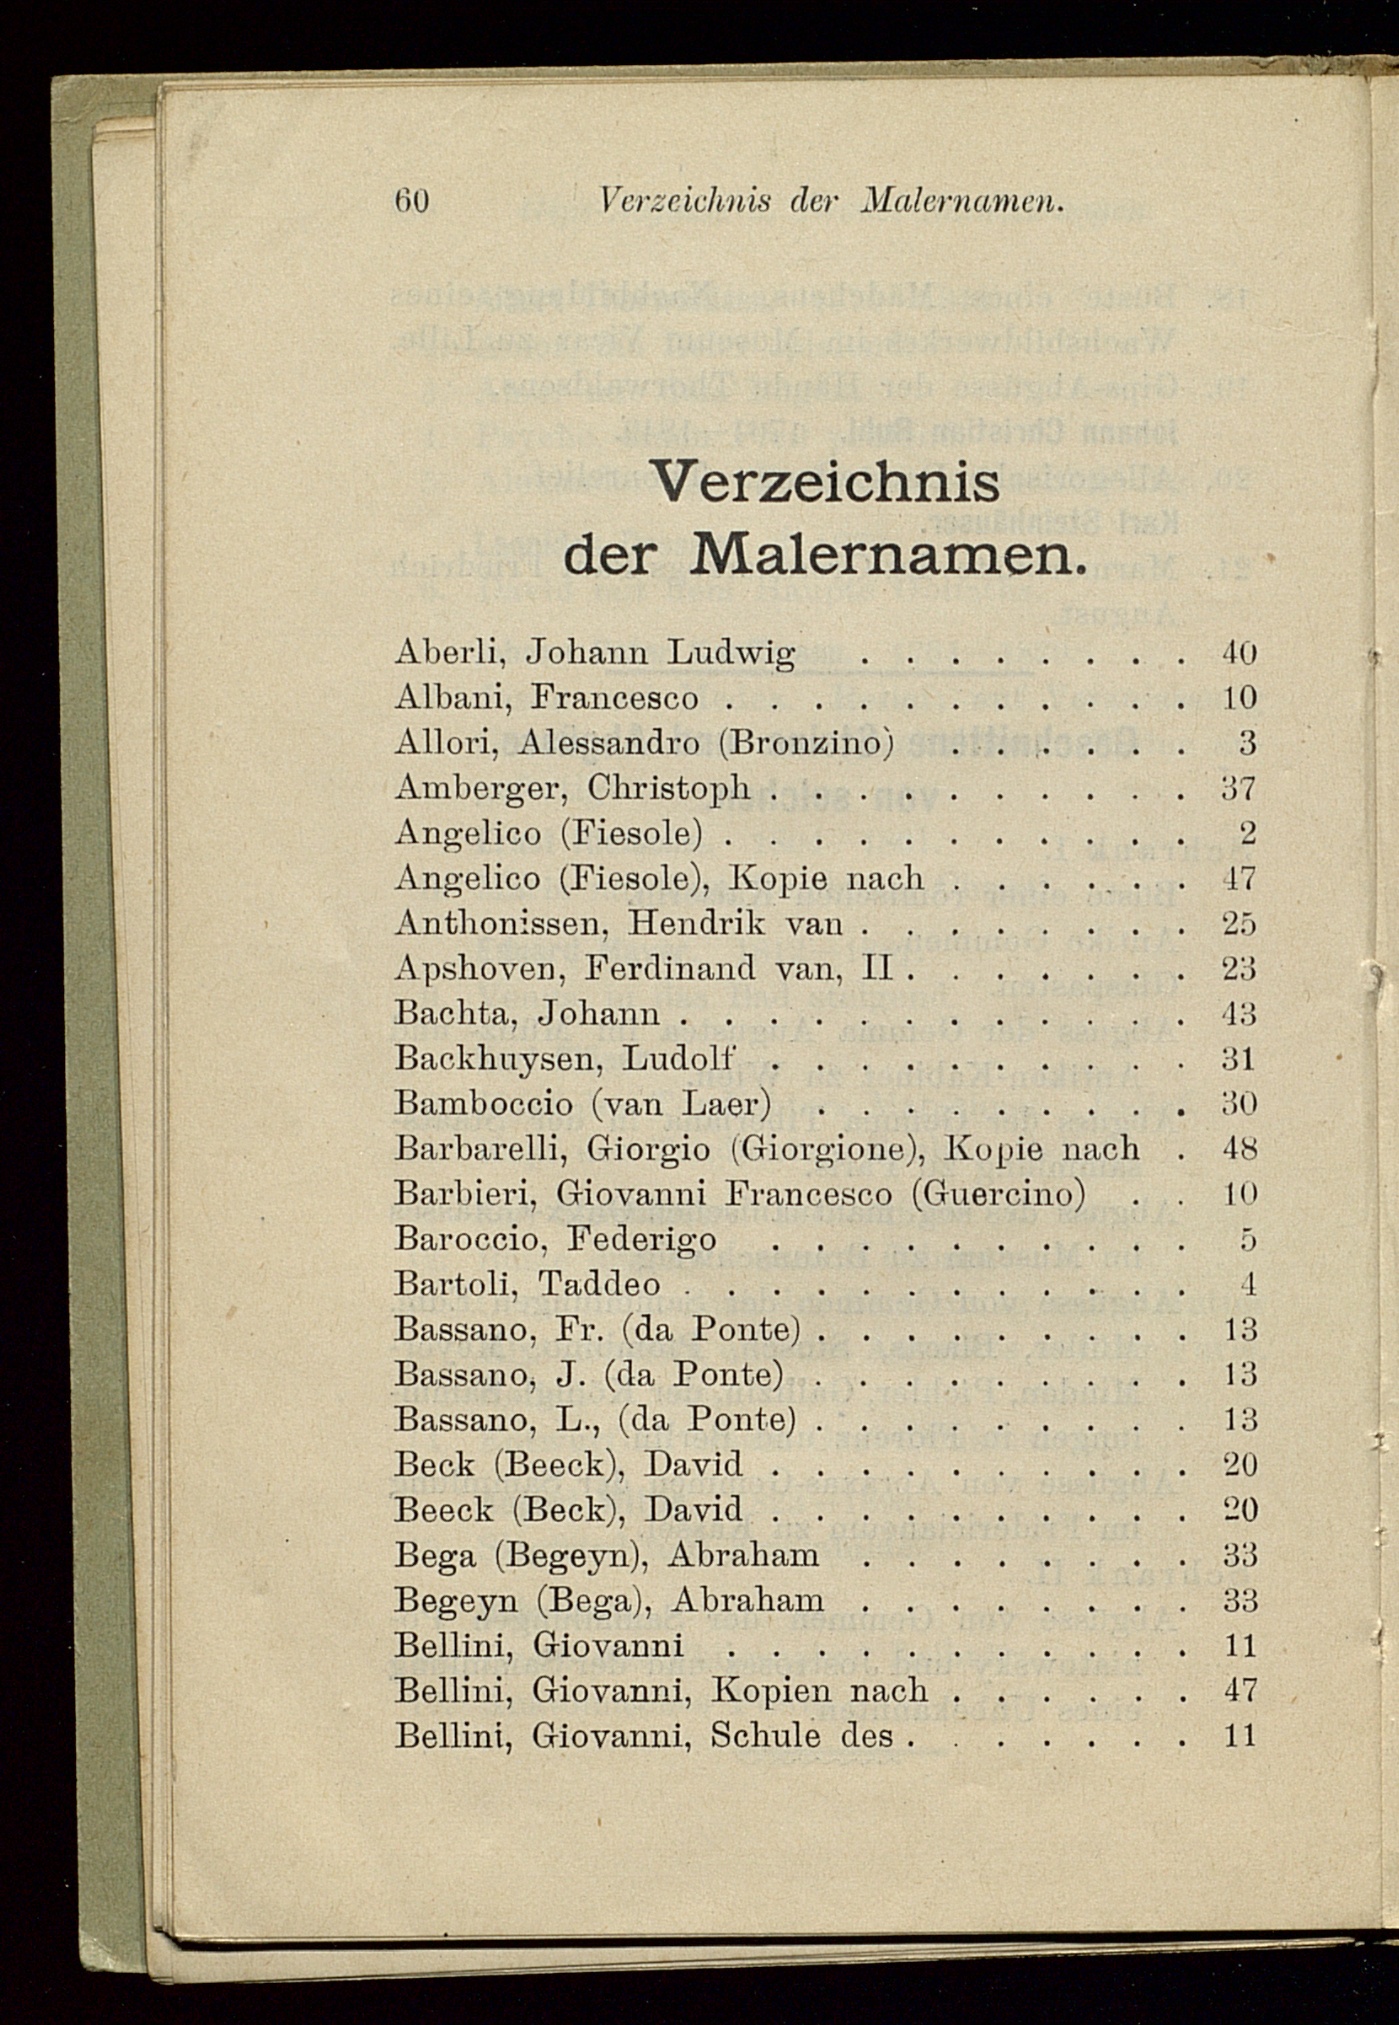 60 Verzeichnis der Malernamen.
Verzeichnis
der Malernamen.
Aberli, Johann Ludwig . . . . . . . . 40
Albani, Francesco . . . . . . . . . . . 10
Allori, Alessandro (Bronzino) . . . . . . 3
Amberger, Christoph . . . . . . . . . . 37
Angelico (Fiesole) . . . . . . . . . . . 2
Angelico (Fiesole), Kopie nach . . . . . . 47
Anthonissen, Hendrik van . . . . . . . . 25
Apshoven, Ferdinand van, II . . . . . . . 23
Bachta, Johann . . . . . . . . . . . . 43
Backhuysen, Ludolf . . . . . . . . . . 31
Bamboccio (van Laer) . . . . . . . . . 30
Barbarelli, Giorgio (Giorgione), Kopie nach . 48
Barbieri, Giovanni Francesco (Guercino) . . 10
Baroccio, Federigo . . . . . . . . . . 5
Bartoli, Taddeo . . . . . . . . . . . . 4
Bassano, Fr. (da Ponte) . . . . . . . . . 13
Bassano, J. (da Ponte) . . . . . . . . . 13
Bassano, L., (da Ponte) . . . . . . . . . 13
Beck (Beeck), David . . . . . . . . . . 20
Beeck (Beck), David . . . . . . . . . . 20
Bega (Begeyn), Abraham . . . . . . . . 33
Begeyn (Bega), Abraham . . . . . . . . 33
Bellini, Giovanni . . . . . . . . . . . 11
Bellini, Giovanni, Kopien nach . . . . . . 47
Bellini, Giovanni, Schule des . . . . . . . 11